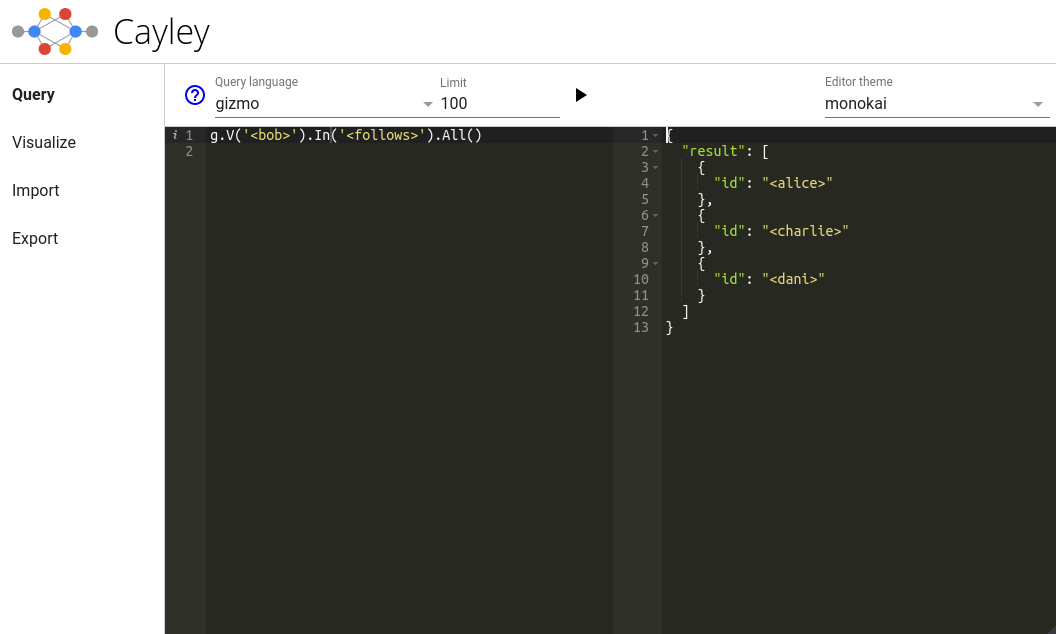 Cayley
Query
Visualize
Import
Export
Query language
gizmo
Limit
100
Editor theme
monokai
i 1 g.V('<bob>').In('<follows>').All()
2
1 {
2   "result": [
3     {
4       "id": "<alice>"
5     },
6     {
7       "id": "<charlie>"
8     },
9     {
10       "id": "<dani>"
11     }
12   ]
13 }